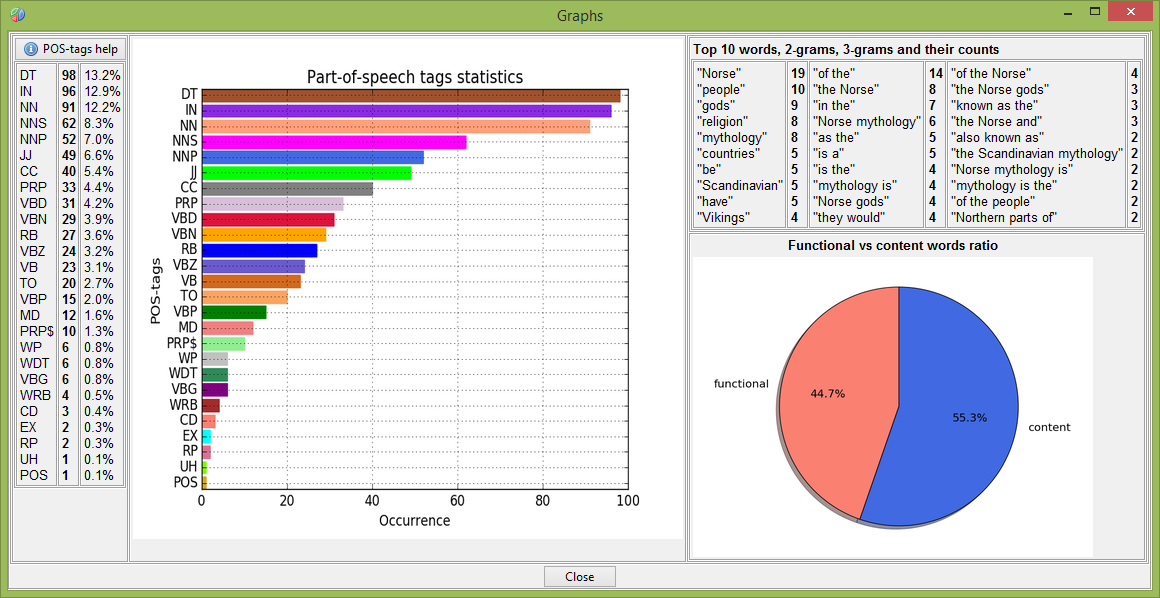 Graphs
POS-tags help
DT 98 13.2%
IN 96 12.9%
NN 91 12.2%
NNS 62 8.3%
NNP 52 7.0%
JJ 49 6.6%
CC 40 5.4%
PRP 33 4.4%
VBD 31 4.2%
VBN 29 3.9%
RB 27 3.6%
VBZ 24 3.2%
VB 23 3.1%
TO 20 2.7%
VBP 15 2.0%
MD 12 1.6%
PRP$ 10 1.3%
WP 6 0.8%
WDT 6 0.8%
VBG 6 0.8%
WRB 4 0.5%
CD 3 0.4%
EX 2 0.3%
RP 2 0.3%
UH 1 0.1%
POS 1 0.1%
Part-of-speech tags statistics
POS-tags
DT
IN
NN
NNS
NNP
JJ
CC
PRP
VBD
VBN
RB
VBZ
VB
TO
VBP
MD
PRP$
WP
WDT
VBG
WRB
CD
EX
RP
UH
POS
0 20 40 60 80 100
Occurrence
Top 10 words, 2-grams, 3-grams and their counts
"Norse" 19 "of the" 14 "of the Norse" 4
"people" 10 "the Norse" 8 "the Norse gods" 3
"gods" 9 "in the" 7 "known as the" 3
"religion" 8 "Norse mythology" 6 "the Norse and" 3
"mythology" 8 "as the" 5 "also known as" 2
"countries" 5 "is a" 5 "the Scandinavian mythology" 2
"be" 5 "is the" 4 "Norse mythology is" 2
"Scandinavian" 5 "mythology is" 4 "mythology is the" 2
"have" 5 "Norse gods" 4 "of the people" 2
"Vikings" 4 "they would" 4 "Northern parts of" 2
Functional vs content words ratio
functional
44.7%
55.3%
content
Close